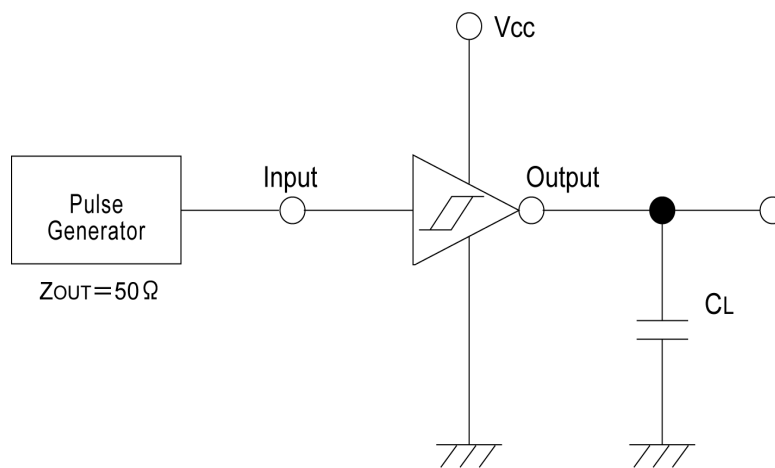 Vcc
Input
Output
Pulse
Generator
ZOUT=50Ω
CL